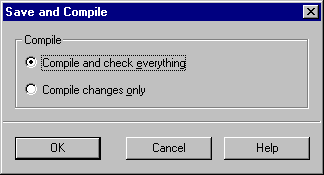 Save and Compile
Compile
Compile and check everything
Compile changes only
OK
Cancel
Help